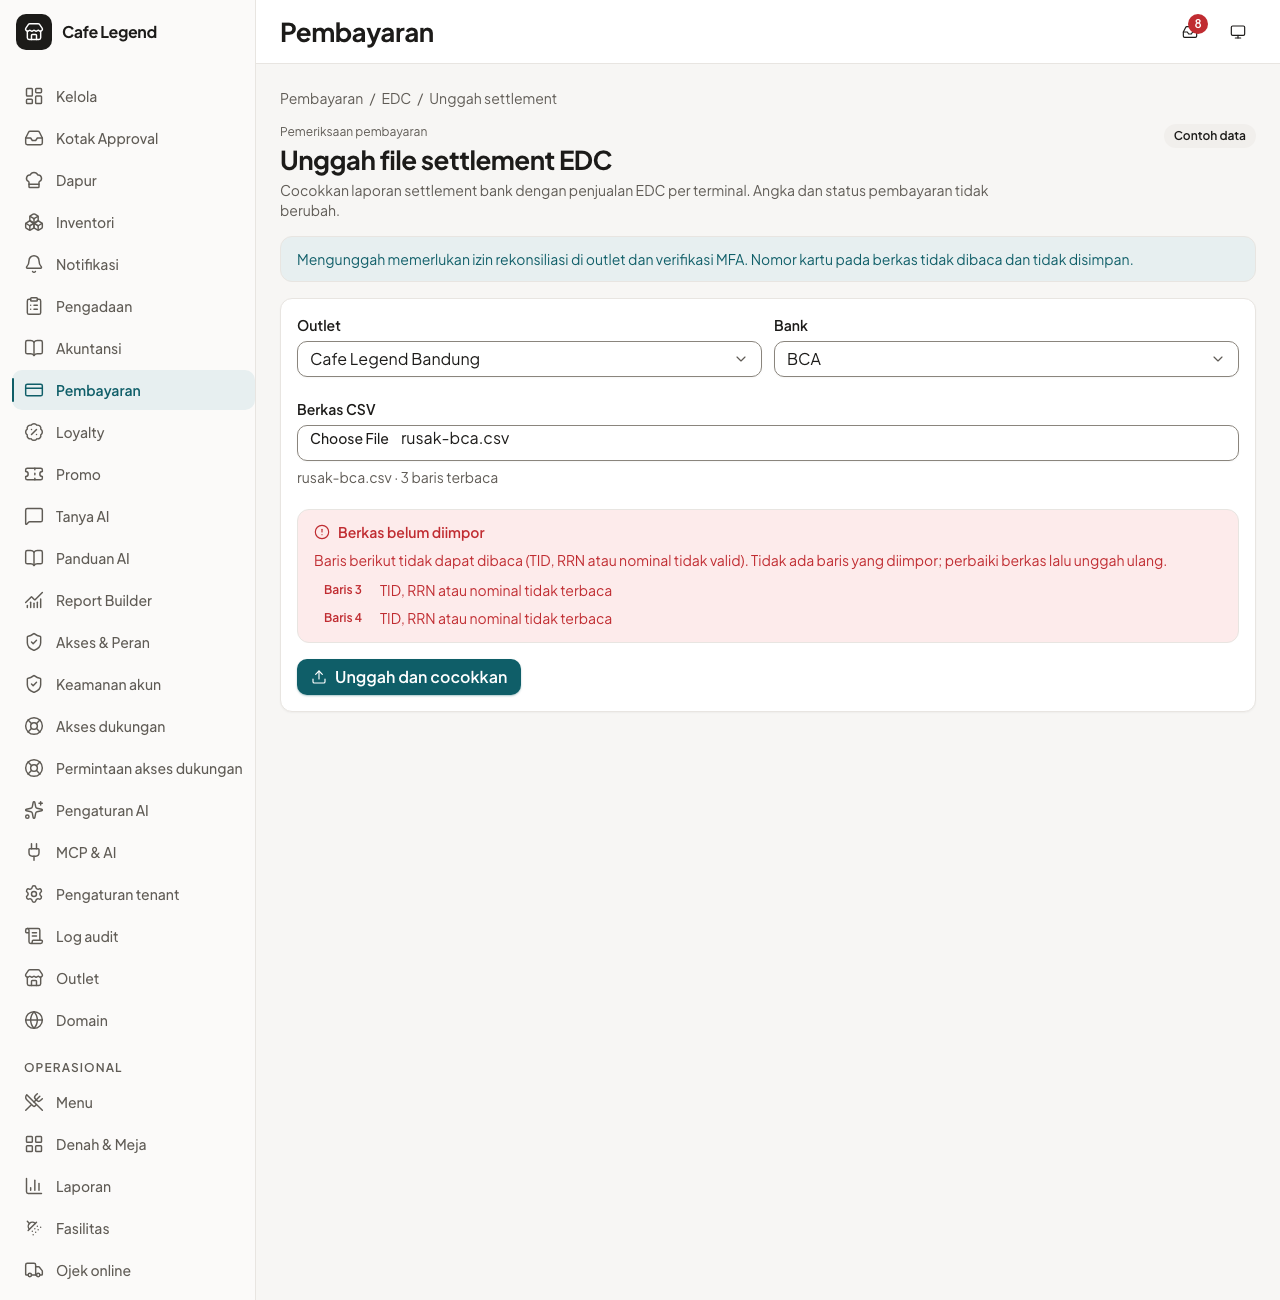 Cafe Legend
Kelola
Kotak Approval
Dapur
Inventori
Notifikasi
Pengadaan
Akuntansi
Pembayaran
Loyalty
Promo
Tanya AI
Panduan AI
Report Builder
Akses & Peran
Keamanan akun
Akses dukungan
Permintaan akses dukungan
Pengaturan AI
MCP & AI
Pengaturan tenant
Log audit
Outlet
Domain
OPERASIONAL
Menu
Denah & Meja
Laporan
Fasilitas
Ojek online
Pembayaran
8
Pembayaran / EDC / Unggah settlement
Pemeriksaan pembayaran
Unggah file settlement EDC
Contoh data
Cocokkan laporan settlement bank dengan penjualan EDC per terminal. Angka dan status pembayaran tidak
berubah.
Mengunggah memerlukan izin rekonsiliasi di outlet dan verifikasi MFA. Nomor kartu pada berkas tidak dibaca dan tidak disimpan.
Outlet
Cafe Legend Bandung
Bank
BCA
Berkas CSV
Choose File rusak-bca.csv
rusak-bca.csv · 3 baris terbaca
Berkas belum diimpor
Baris berikut tidak dapat dibaca (TID, RRN atau nominal tidak valid). Tidak ada baris yang diimpor; perbaiki berkas lalu unggah ulang.
Baris 3 TID, RRN atau nominal tidak terbaca
Baris 4 TID, RRN atau nominal tidak terbaca
Unggah dan cocokkan